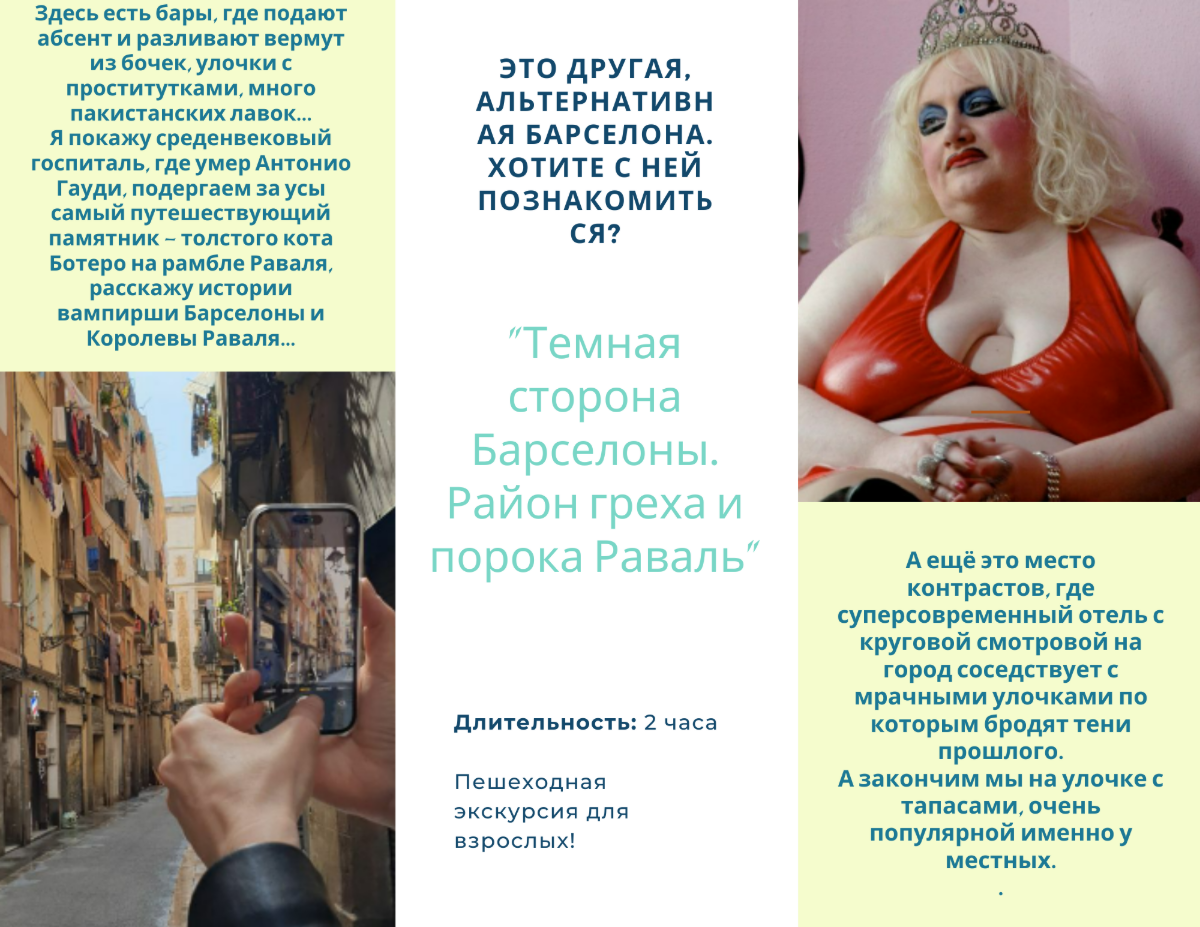 Здесь есть бары, где подают
абсент и разливают вермут
из бочек, улочки с
проститутками, много
пакистанских лавок...
Я покажу среденвековый
госпиталь, где умер Антонио
Гауди, подергаем за усы
самый путешествующий
памятник – толстого кота
Ботеро на рамбле Раваля,
расскажу истории
вампирши Барселоны и
Королевы Раваля...
ЭТО ДРУГАЯ,
АЛЬТЕРНАТИВН
АЯ БАРСЕЛОНА.
ХОТИТЕ С НЕЙ
ПОЗНАКОМИТЬ
СЯ?
"Темная
сторона
Барселоны.
Район греха и
порока Раваль"
Длительность: 2 часа
Пешеходная
экскурсия для
взрослых!
А ещё это место
контрастов, где
суперсовременный отель с
круговой смотровой на
город соседствует с
мрачными улочками по
которым бродят тени
прошлого.
А закончим мы на улочке с
тапасами, очень
популярной именно у
местных.
.